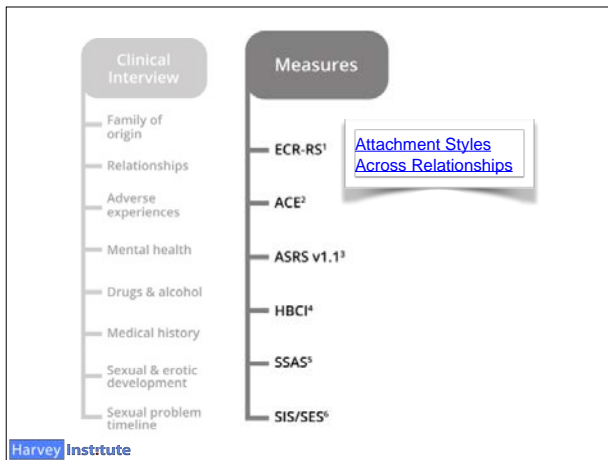 Clinical
Interview
Family of
origin
Relationships
Adverse
experiences
Mental health
Drugs & alcohol
Medical history
Sexual & erotic
development
Sexual problem
timeline
Measures
ECR-RS¹
ACE²
ASRS v1.1³
HBCI⁴
SSAS⁵
SIS/SES⁶
Attachment Styles
Across Relationships
Harvey Institute